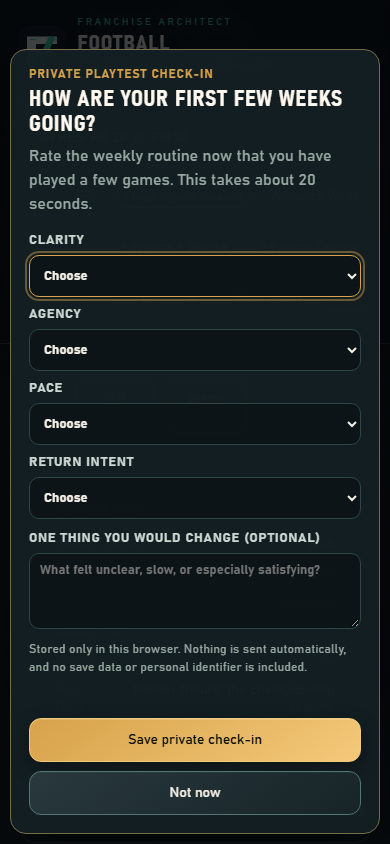 FRANCHISE ARCHITECT
FOOTBALL
PRIVATE PLAYTEST CHECK-IN
HOW ARE YOUR FIRST FEW WEEKS
GOING?
Rate the weekly routine now that you have
played a few games. This takes about 20
seconds.
CLARITY
Choose
AGENCY
Choose
PACE
Choose
RETURN INTENT
Choose
ONE THING YOU WOULD CHANGE (OPTIONAL)
What felt unclear, slow, or especially satisfying?
Stored only in this browser. Nothing is sent automatically,
and no save data or personal identifier is included.
Save private check-in
Not now